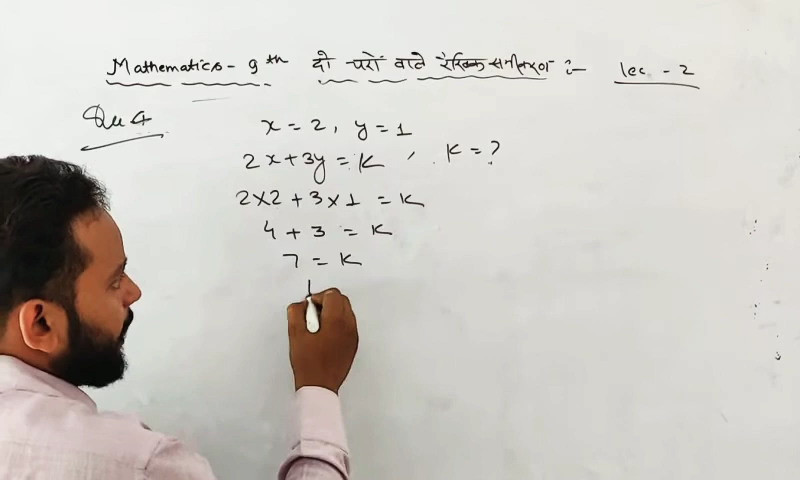 Mathematics - 9th दो चरों वाले रैखिक समीकरण :- lec - 2
Qu 4
x = 2, y = 1
2x + 3y = K, K = ?
2×2 + 3×1 = K
4 + 3 = K
7 = K